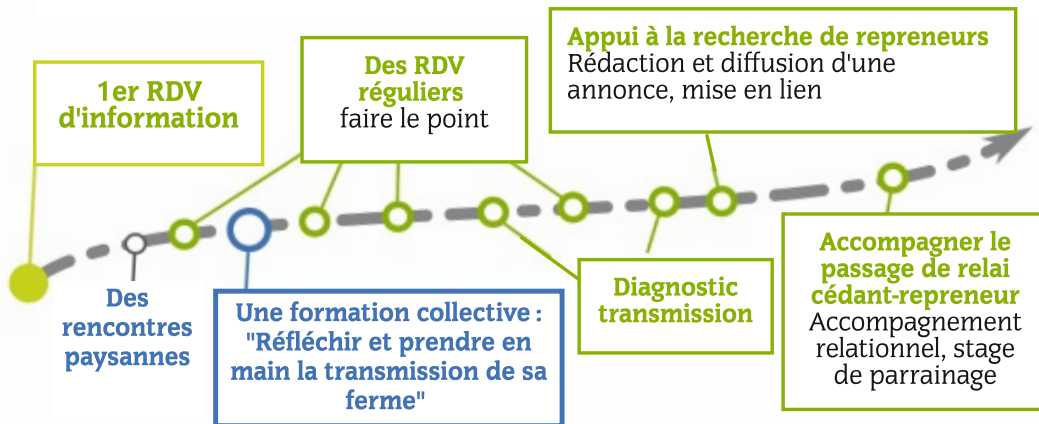 1er RDV
d'information
Des RDV
réguliers
faire le point
Appui à la recherche de repreneurs
Rédaction et diffusion d'une
annonce, mise en lien
Des
rencontres
paysannes
Une formation collective :
"Réfléchir et prendre en
main la transmission de sa
ferme"
Diagnostic
transmission
Accompagner le
passage de relai
cédant-repreneur
Accompagnement
relationnel, stage
de parrainage